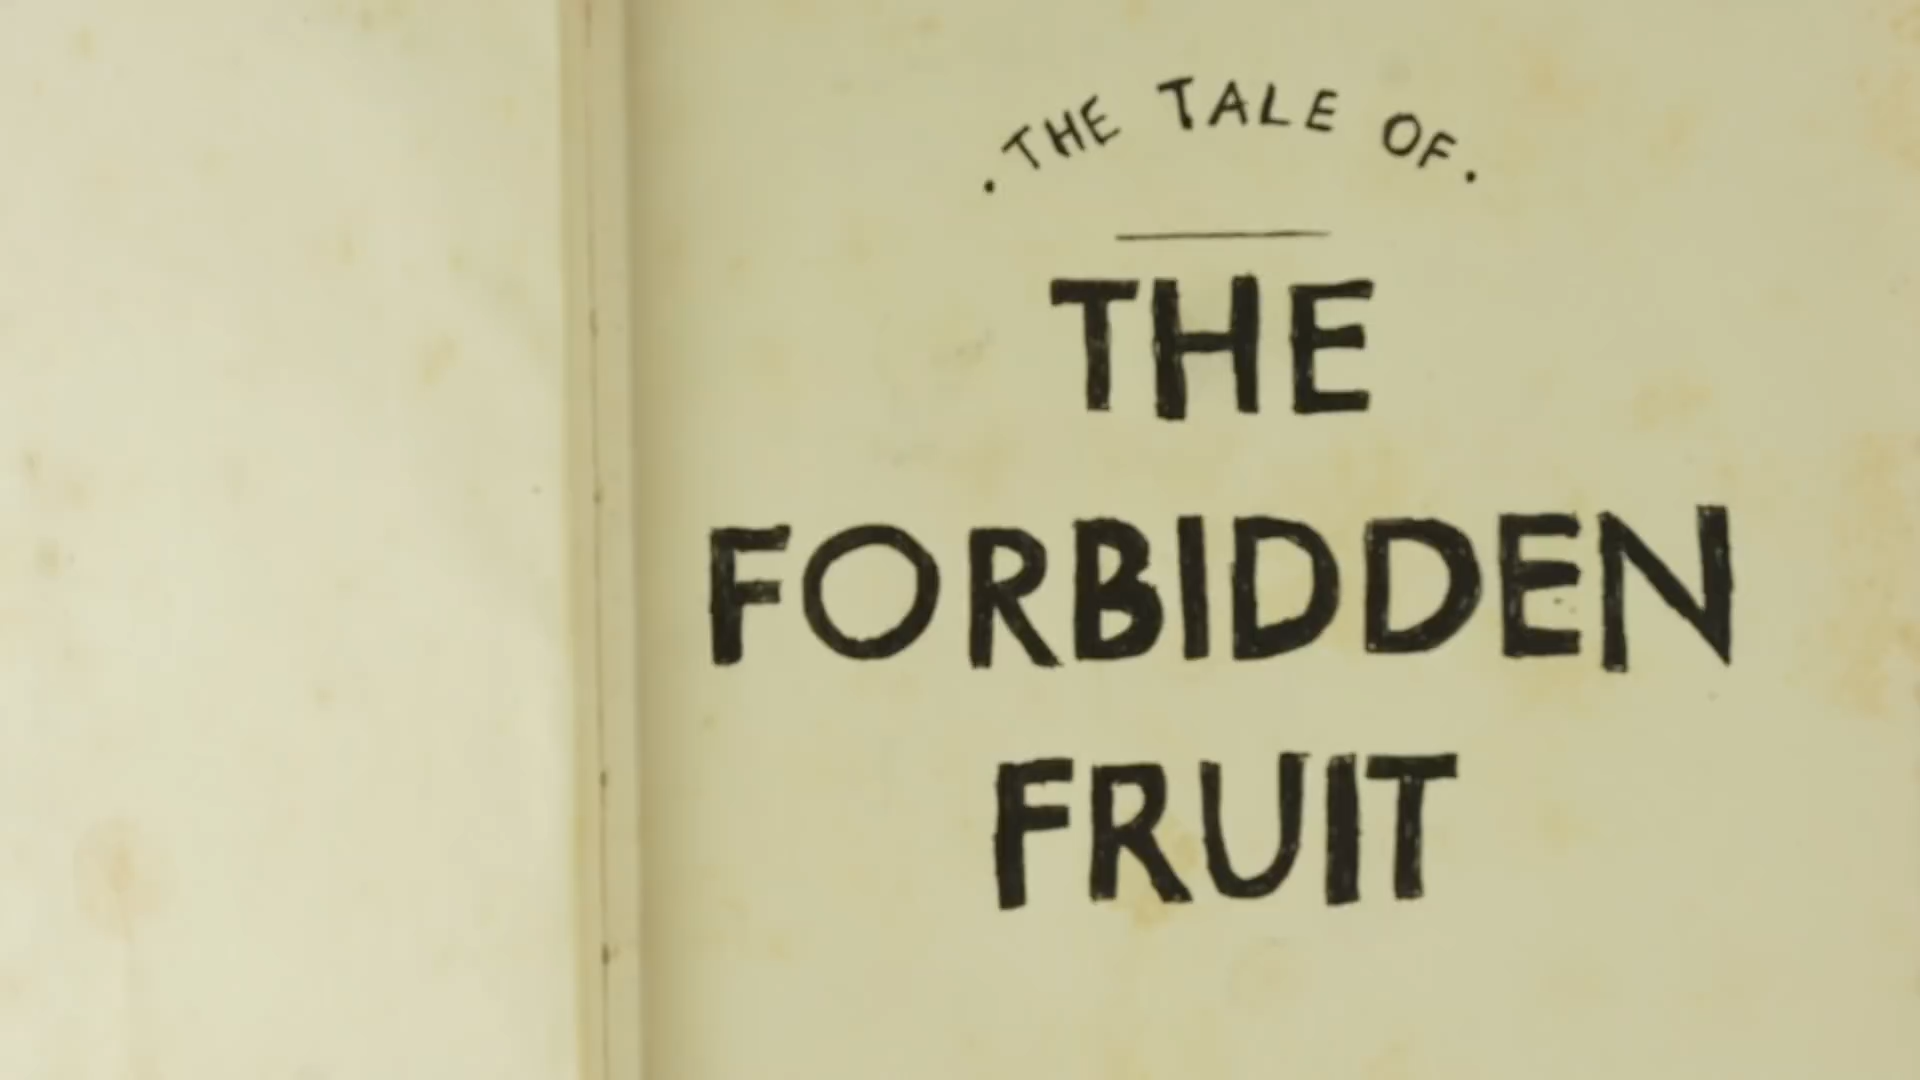 . THE TALE OF .
THE
FORBIDDEN
FRUIT